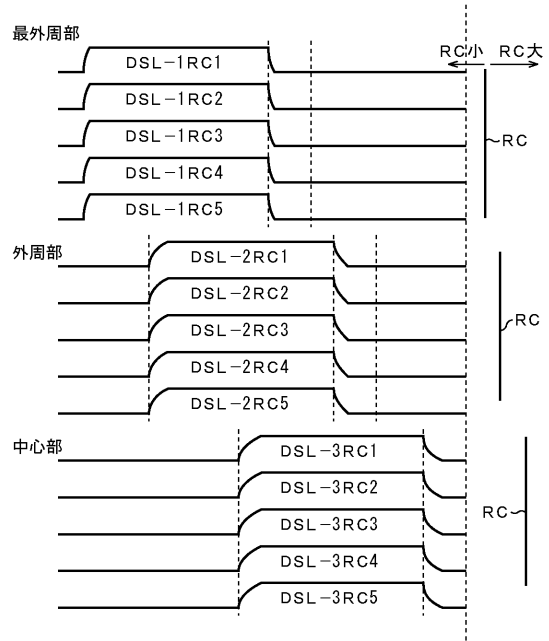 最外周部
RC小 RC大
DSL-1RC1
DSL-1RC2
DSL-1RC3
DSL-1RC4
DSL-1RC5
RC
外周部
DSL-2RC1
DSL-2RC2
DSL-2RC3
DSL-2RC4
DSL-2RC5
RC
中心部
DSL-3RC1
DSL-3RC2
DSL-3RC3
DSL-3RC4
DSL-3RC5
RC